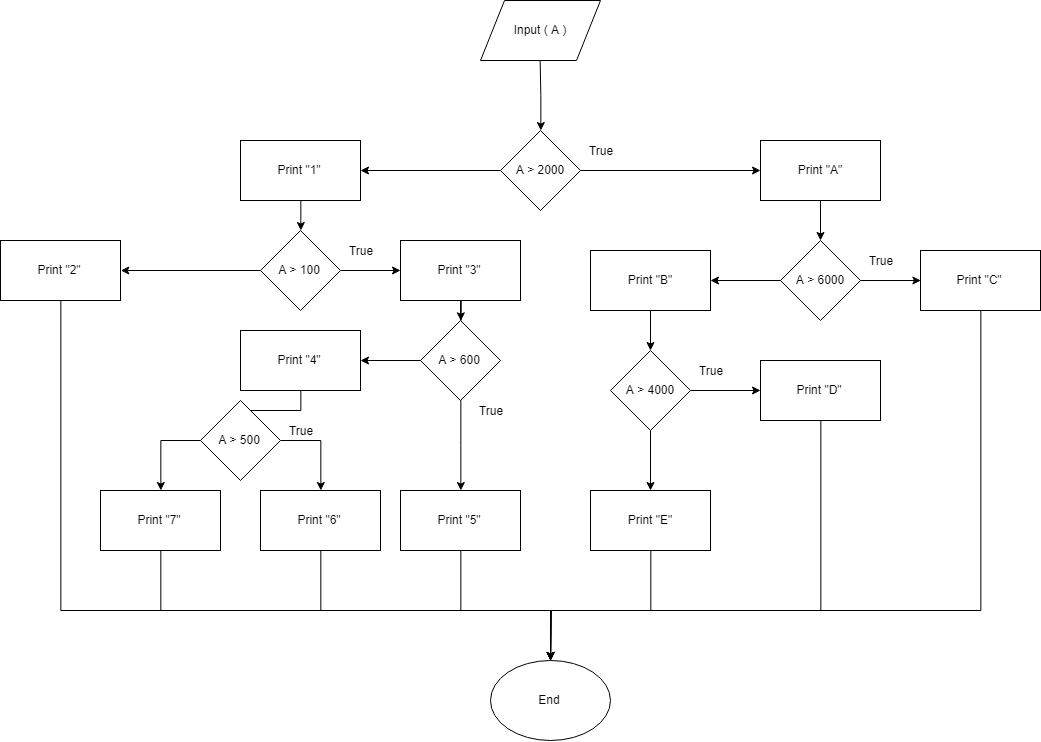 Input ( A )
True
Print "1"
A > 2000
Print "A"
True
True
Print "2"
A > 100
Print "3"
Print "B"
A > 6000
Print "C"
Print "4"
A > 600
True
A > 4000
Print "D"
True
True
A > 500
Print "7"
Print "6"
Print "5"
Print "E"
End